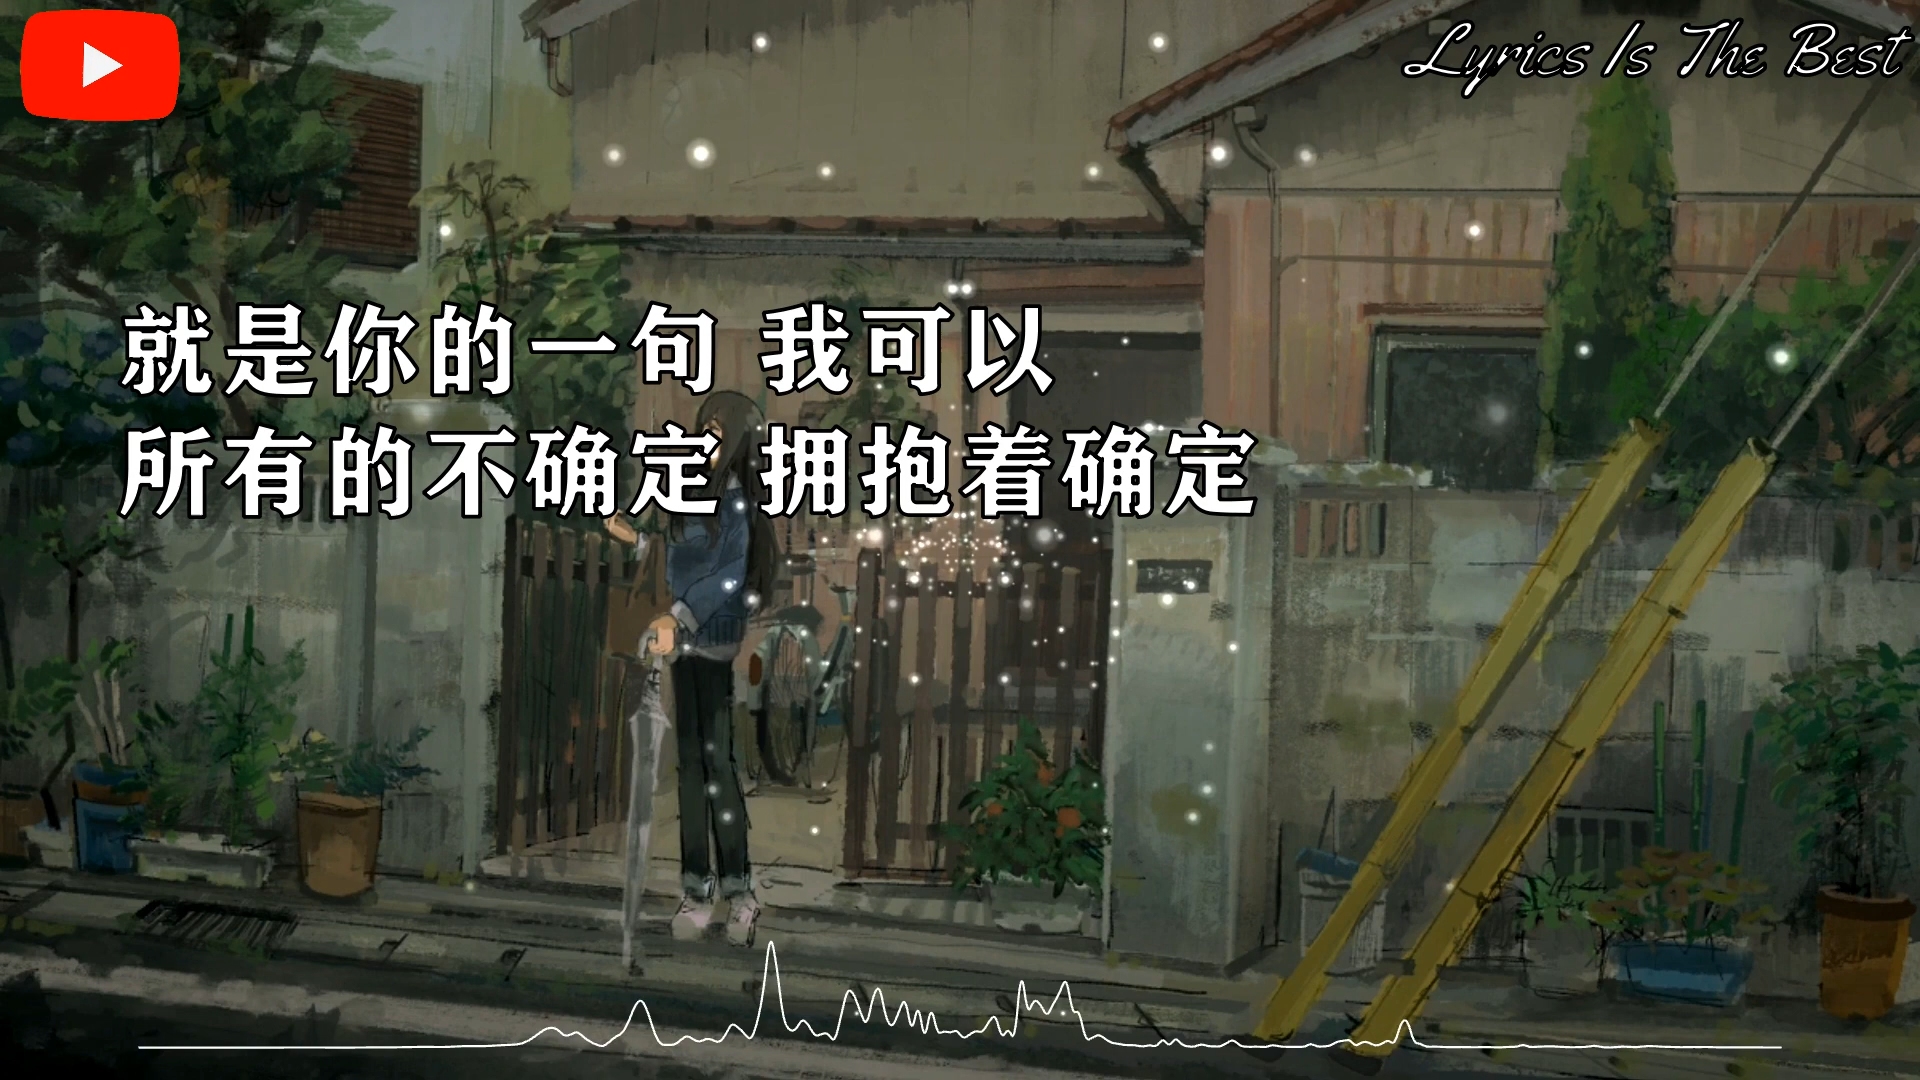 Lyrics Is The Best
就是你的一句 我可以
所有的不确定 拥抱着确定